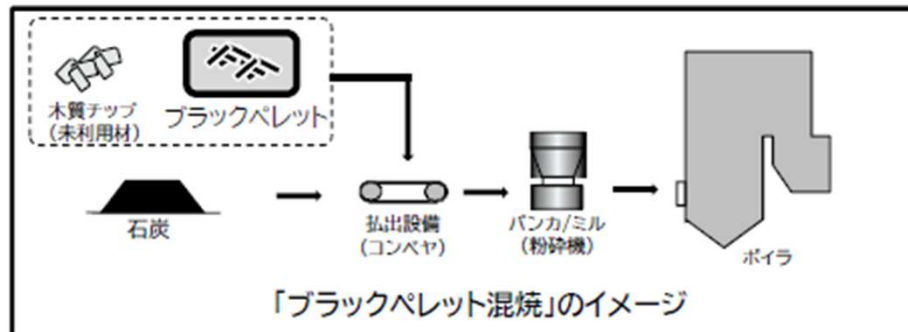 木質チップ
(未利用材)
ブラックペレット
石炭
払出設備
(コンベヤ)
バンカ/ミル
(粉砕機)
ボイラ
「ブラックペレット混焼」のイメージ